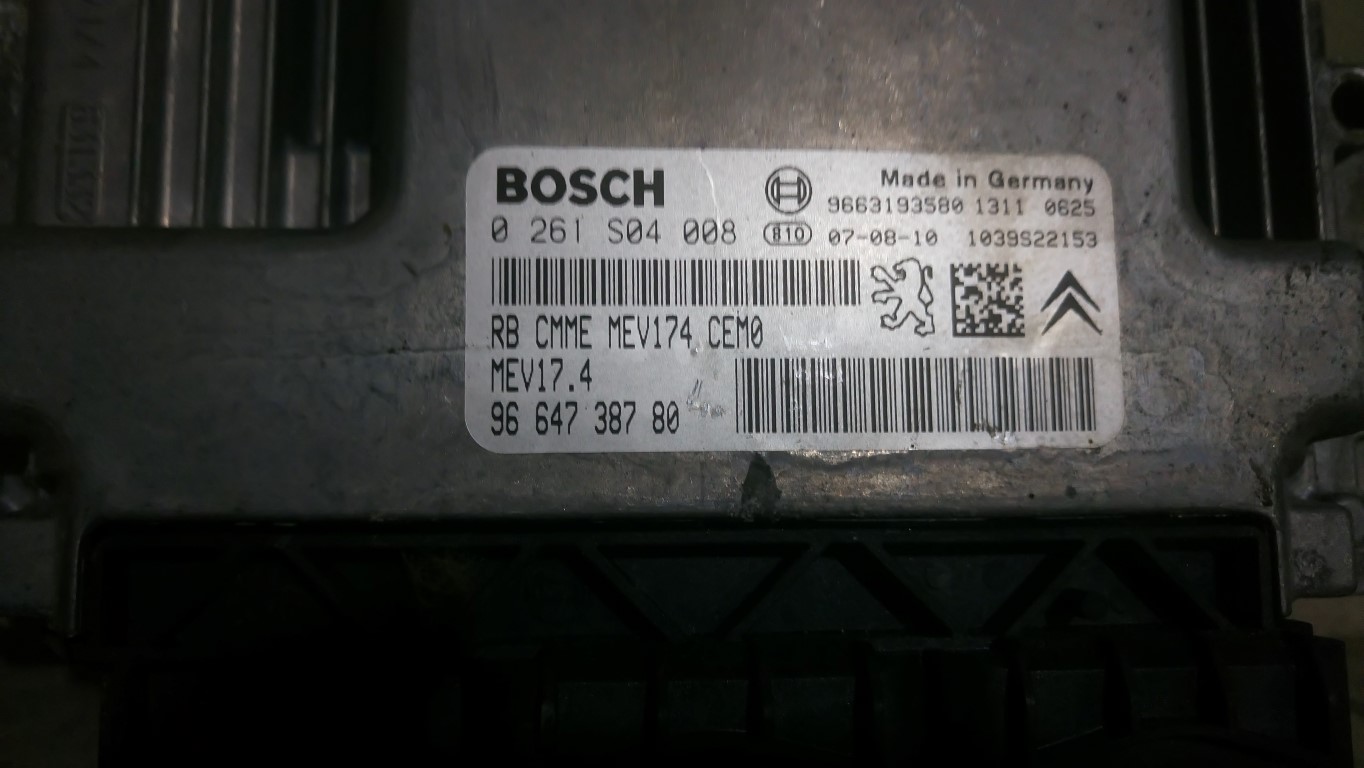 BOSCH
Made in Germany
9663193580 1311 0625
0 261 S04 008
810
07-08-10 1039S22153
RB CMME MEV174 CEM0
MEV17.4
96 647 387 80